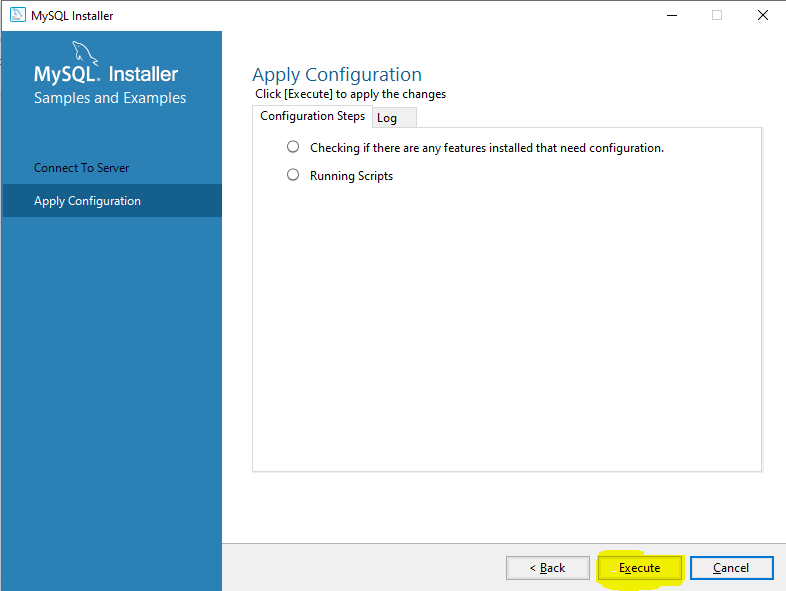 MySQL Installer
MySQL. Installer
Samples and Examples
Connect To Server
Apply Configuration
Apply Configuration
Click [Execute] to apply the changes
Configuration Steps
Log
Checking if there are any features installed that need configuration.
Running Scripts
< Back
Execute
Cancel